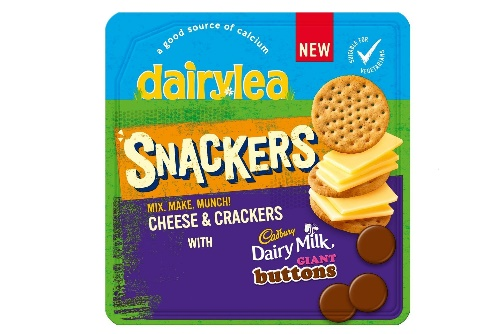 a good source of calcium
NEW
SUITABLE FOR
VEGETARIANS
dairylea
SNACKERS
MIX. MAKE. MUNCH!
CHEESE & CRACKERS
WITH
Cadbury
Dairy Milk
GIANT
buttons